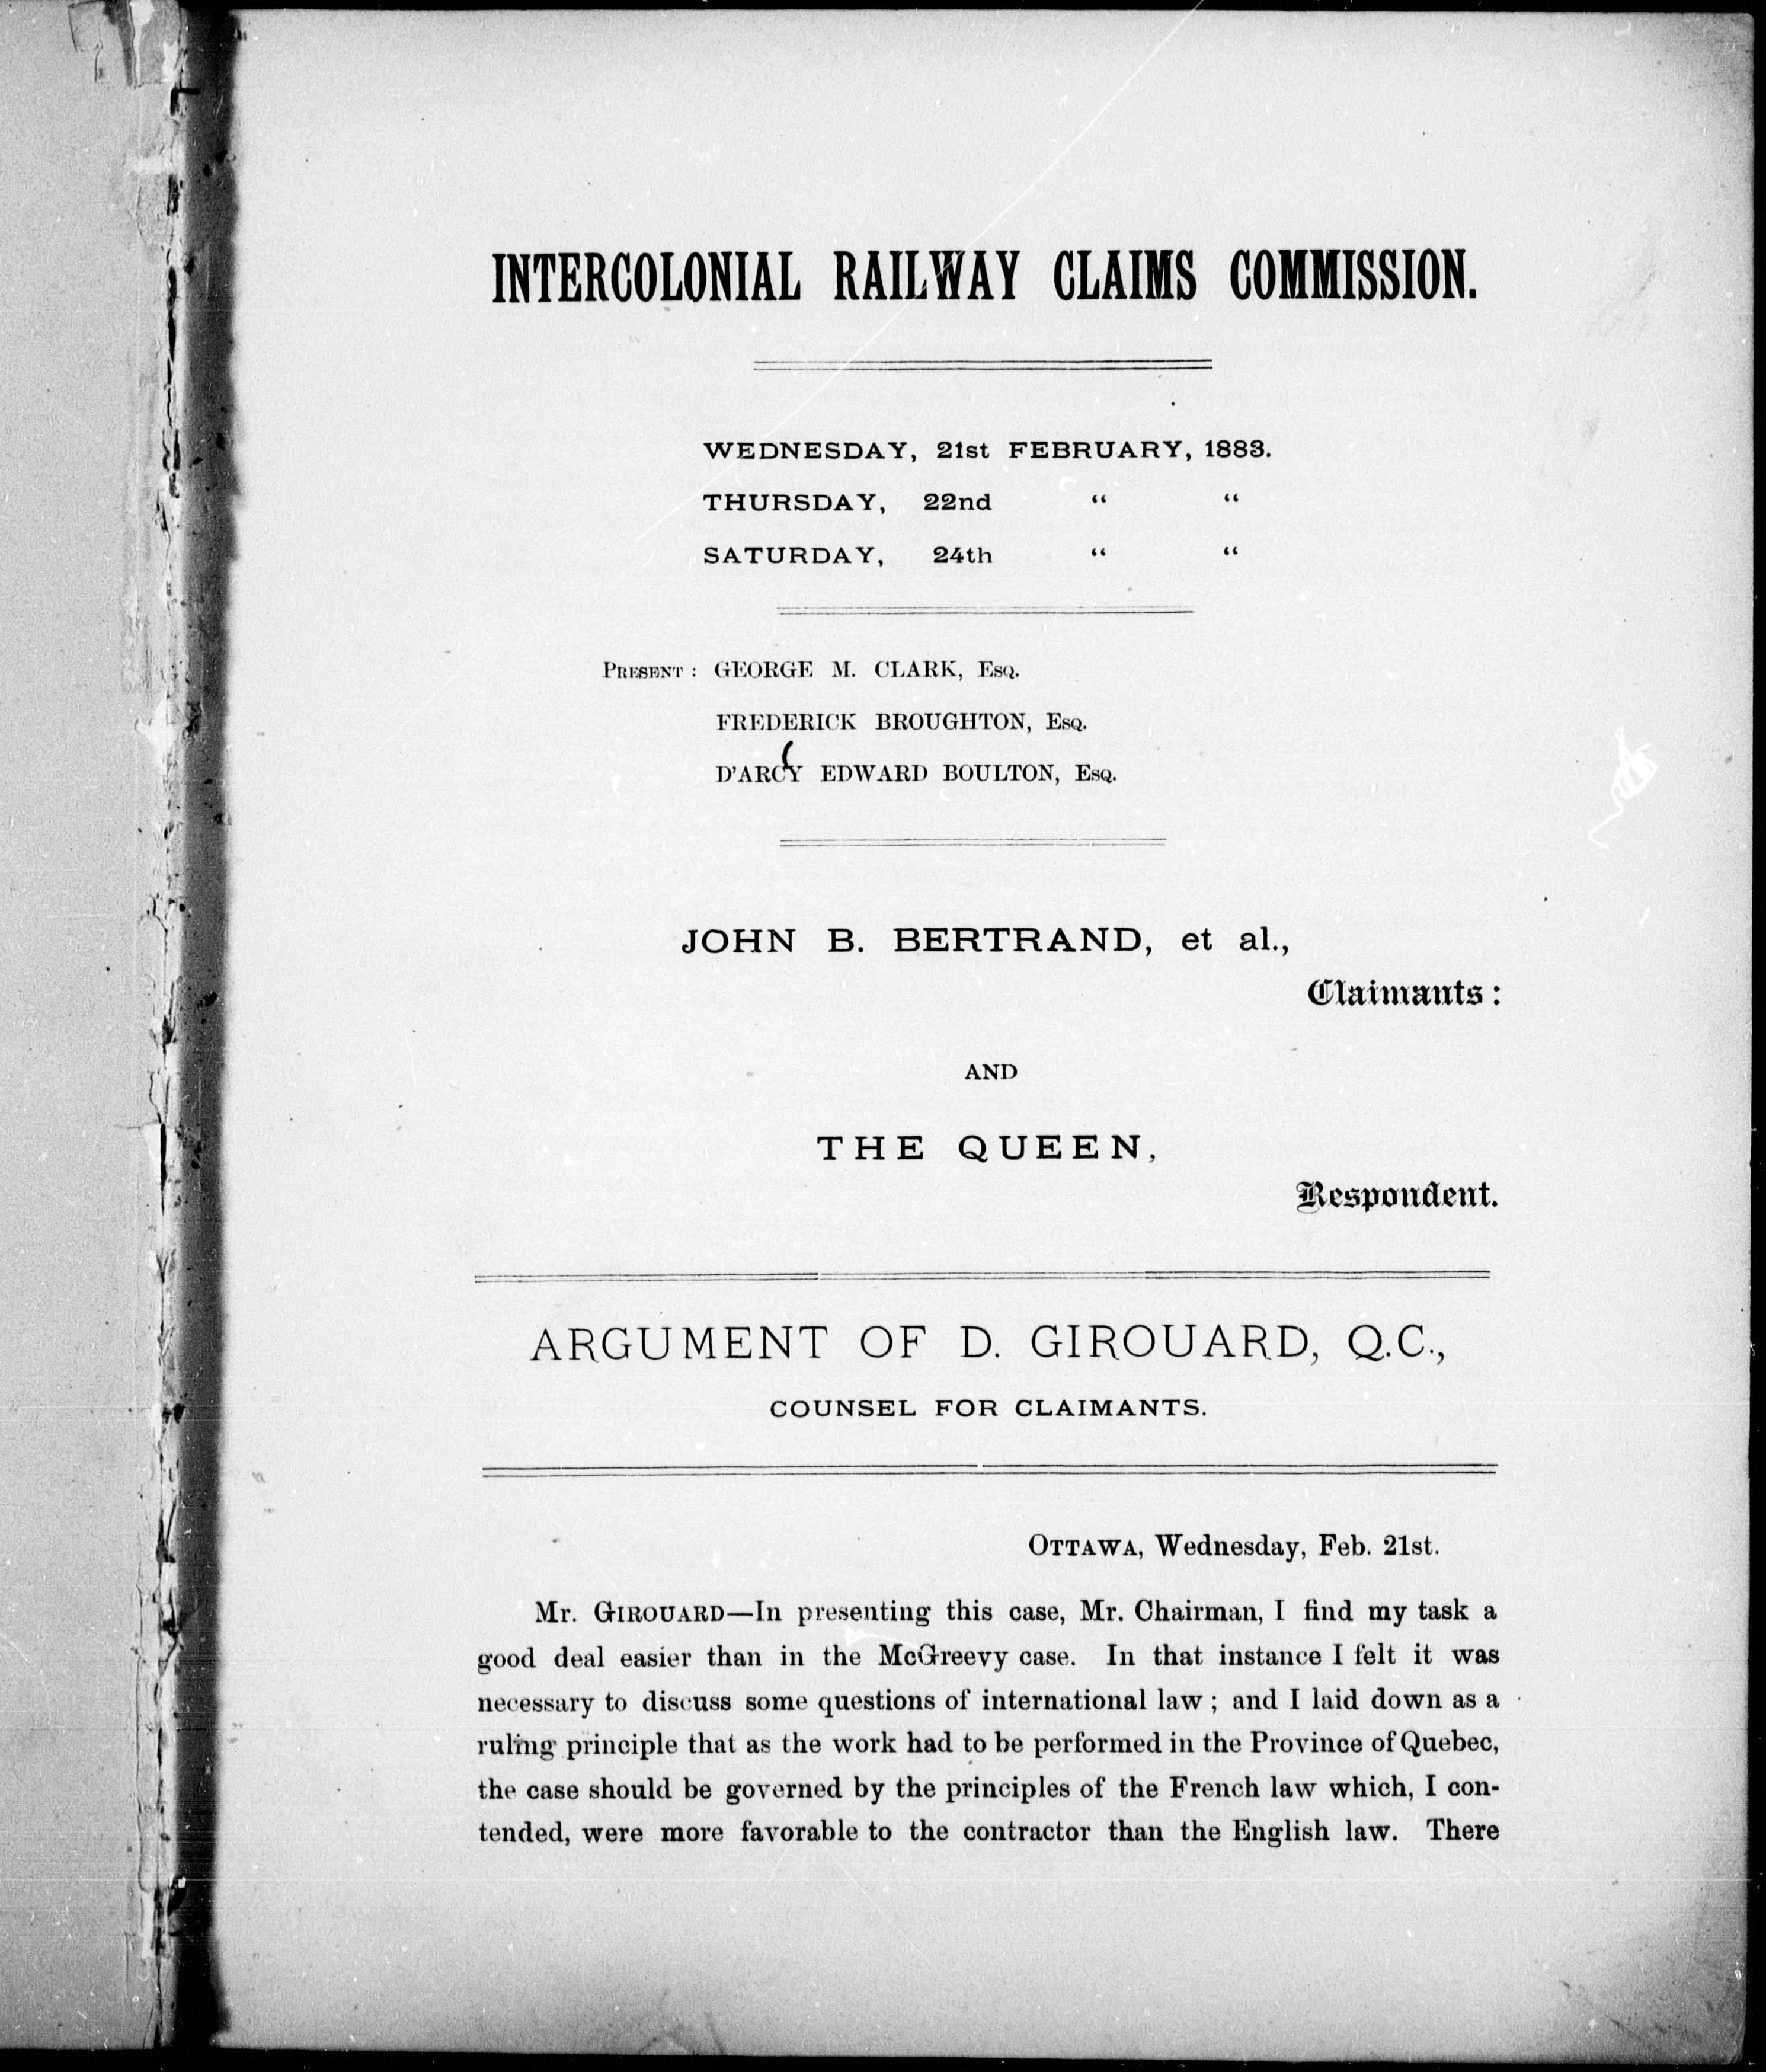 INTERCOLONIAL RAILWAY CLAIMS COMMISSION.
WEDNESDAY, 21st FEBRUARY, 1883.
THURSDAY, 22nd " "
SATURDAY, 24th " "
PRESENT : GEORGE M. CLARK, ESQ.
FREDERICK BROUGHTON, ESQ.
D'ARCY EDWARD BOULTON, ESQ.
JOHN B. BERTRAND, et al.,
Claimants :
AND
THE QUEEN,
Respondent.
ARGUMENT OF D. GIROUARD, Q.C.,
COUNSEL FOR CLAIMANTS.
OTTAWA, Wednesday, Feb. 21st.
Mr. GIROUARD—In presenting this case, Mr. Chairman, I find my task a
good deal easier than in the McGreevy case. In that instance I felt it was
necessary to discuss some questions of international law ; and I laid down as a
ruling principle that as the work had to be performed in the Province of Quebec,
the case should be governed by the principles of the French law which, I con-
tended, were more favorable to the contractor than the English law. There